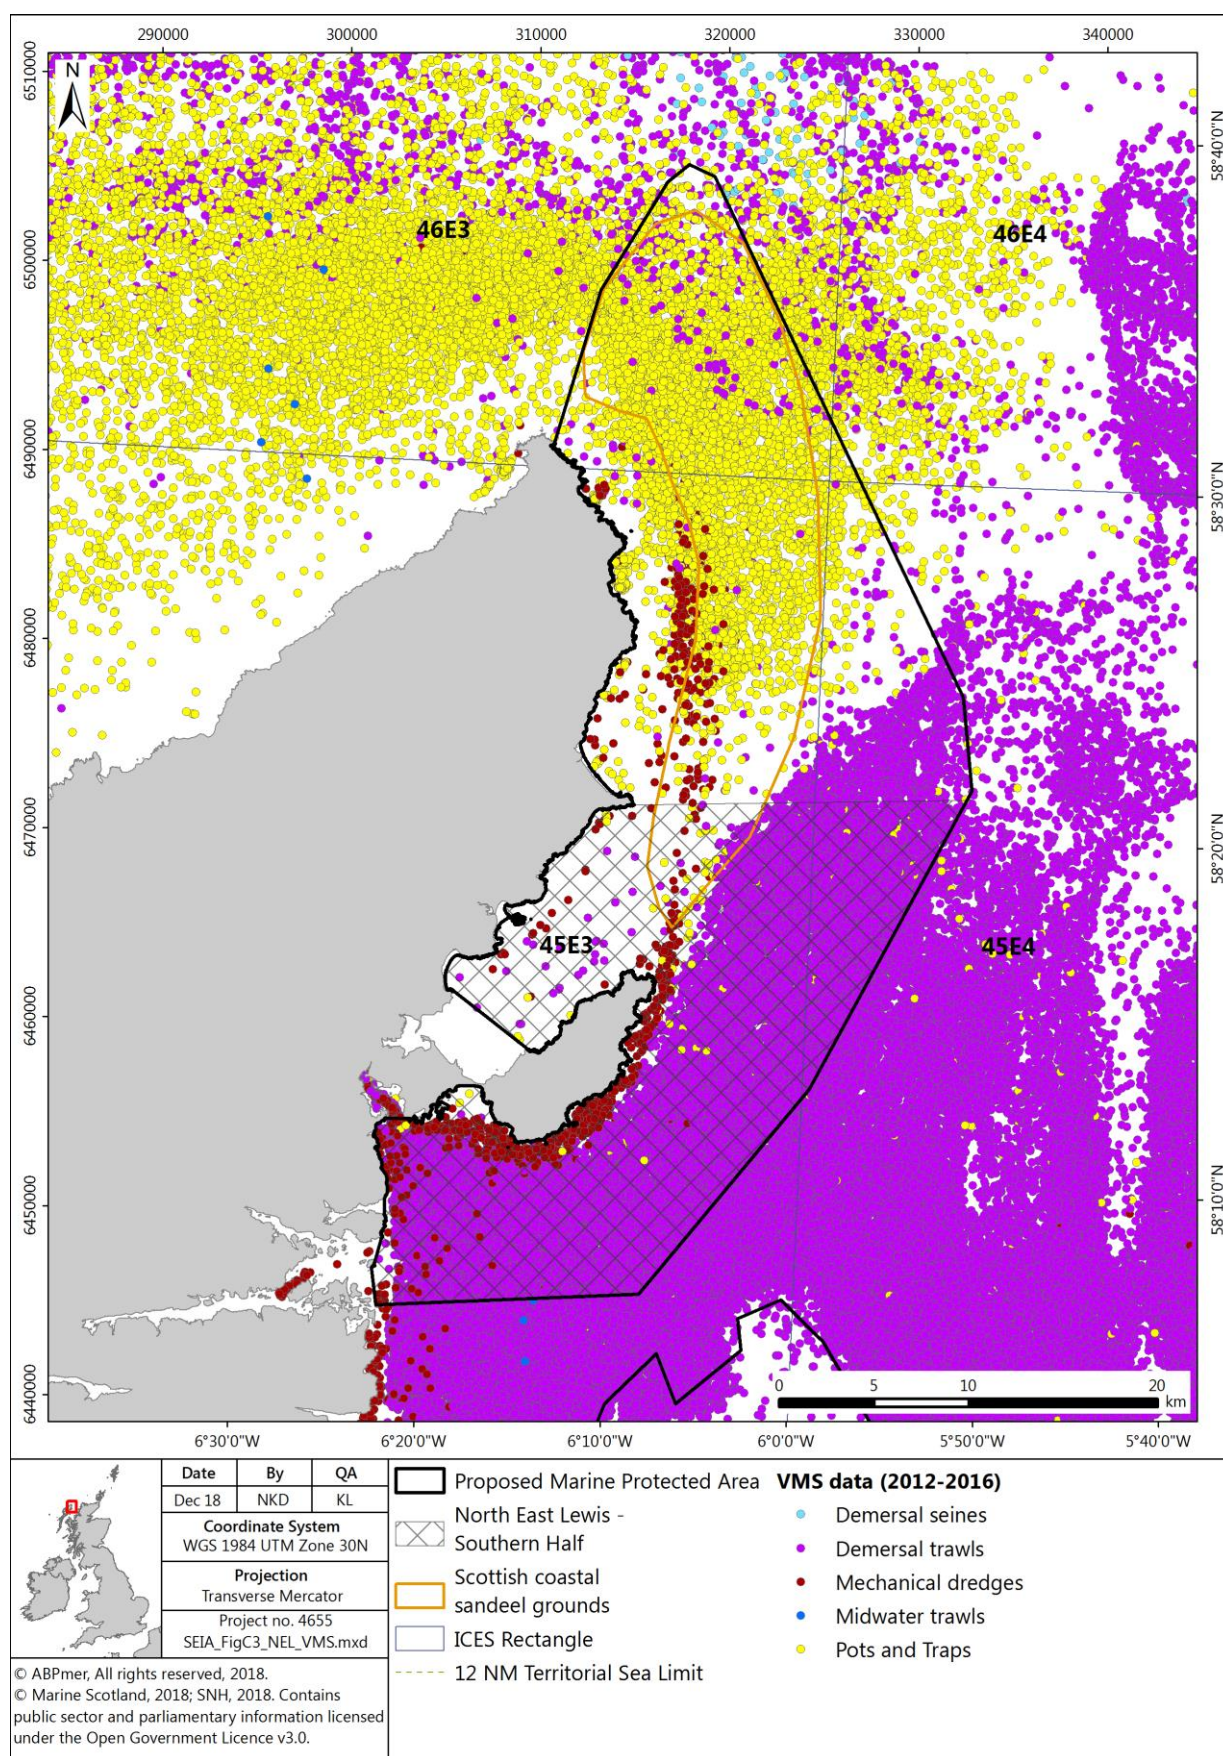 290000 300000 310000 320000 330000 340000
6510000
6500000
6490000
6480000
6470000
6460000
6450000
6440000
N
58°40'0"N
58°30'0"N
58°20'0"N
58°10'0"N
46E3
46E4
45E3
45E4
0 5 10 20
km
6°30'0"W 6°20'0"W 6°10'0"W 6°0'0"W 5°50'0"W 5°40'0"W
Date By QA
Dec 18 NKD KL
Coordinate System
WGS 1984 UTM Zone 30N
Projection
Transverse Mercator
Project no. 4655
SEIA_FigC3_NEL_VMS.mxd
© ABPmer, All rights reserved, 2018.
© Marine Scotland, 2018; SNH, 2018. Contains
public sector and parliamentary information licensed
under the Open Government Licence v3.0.
Proposed Marine Protected Area
North East Lewis -
Southern Half
Scottish coastal
sandeel grounds
ICES Rectangle
12 NM Territorial Sea Limit
VMS data (2012-2016)
Demersal seines
Demersal trawls
Mechanical dredges
Midwater trawls
Pots and Traps